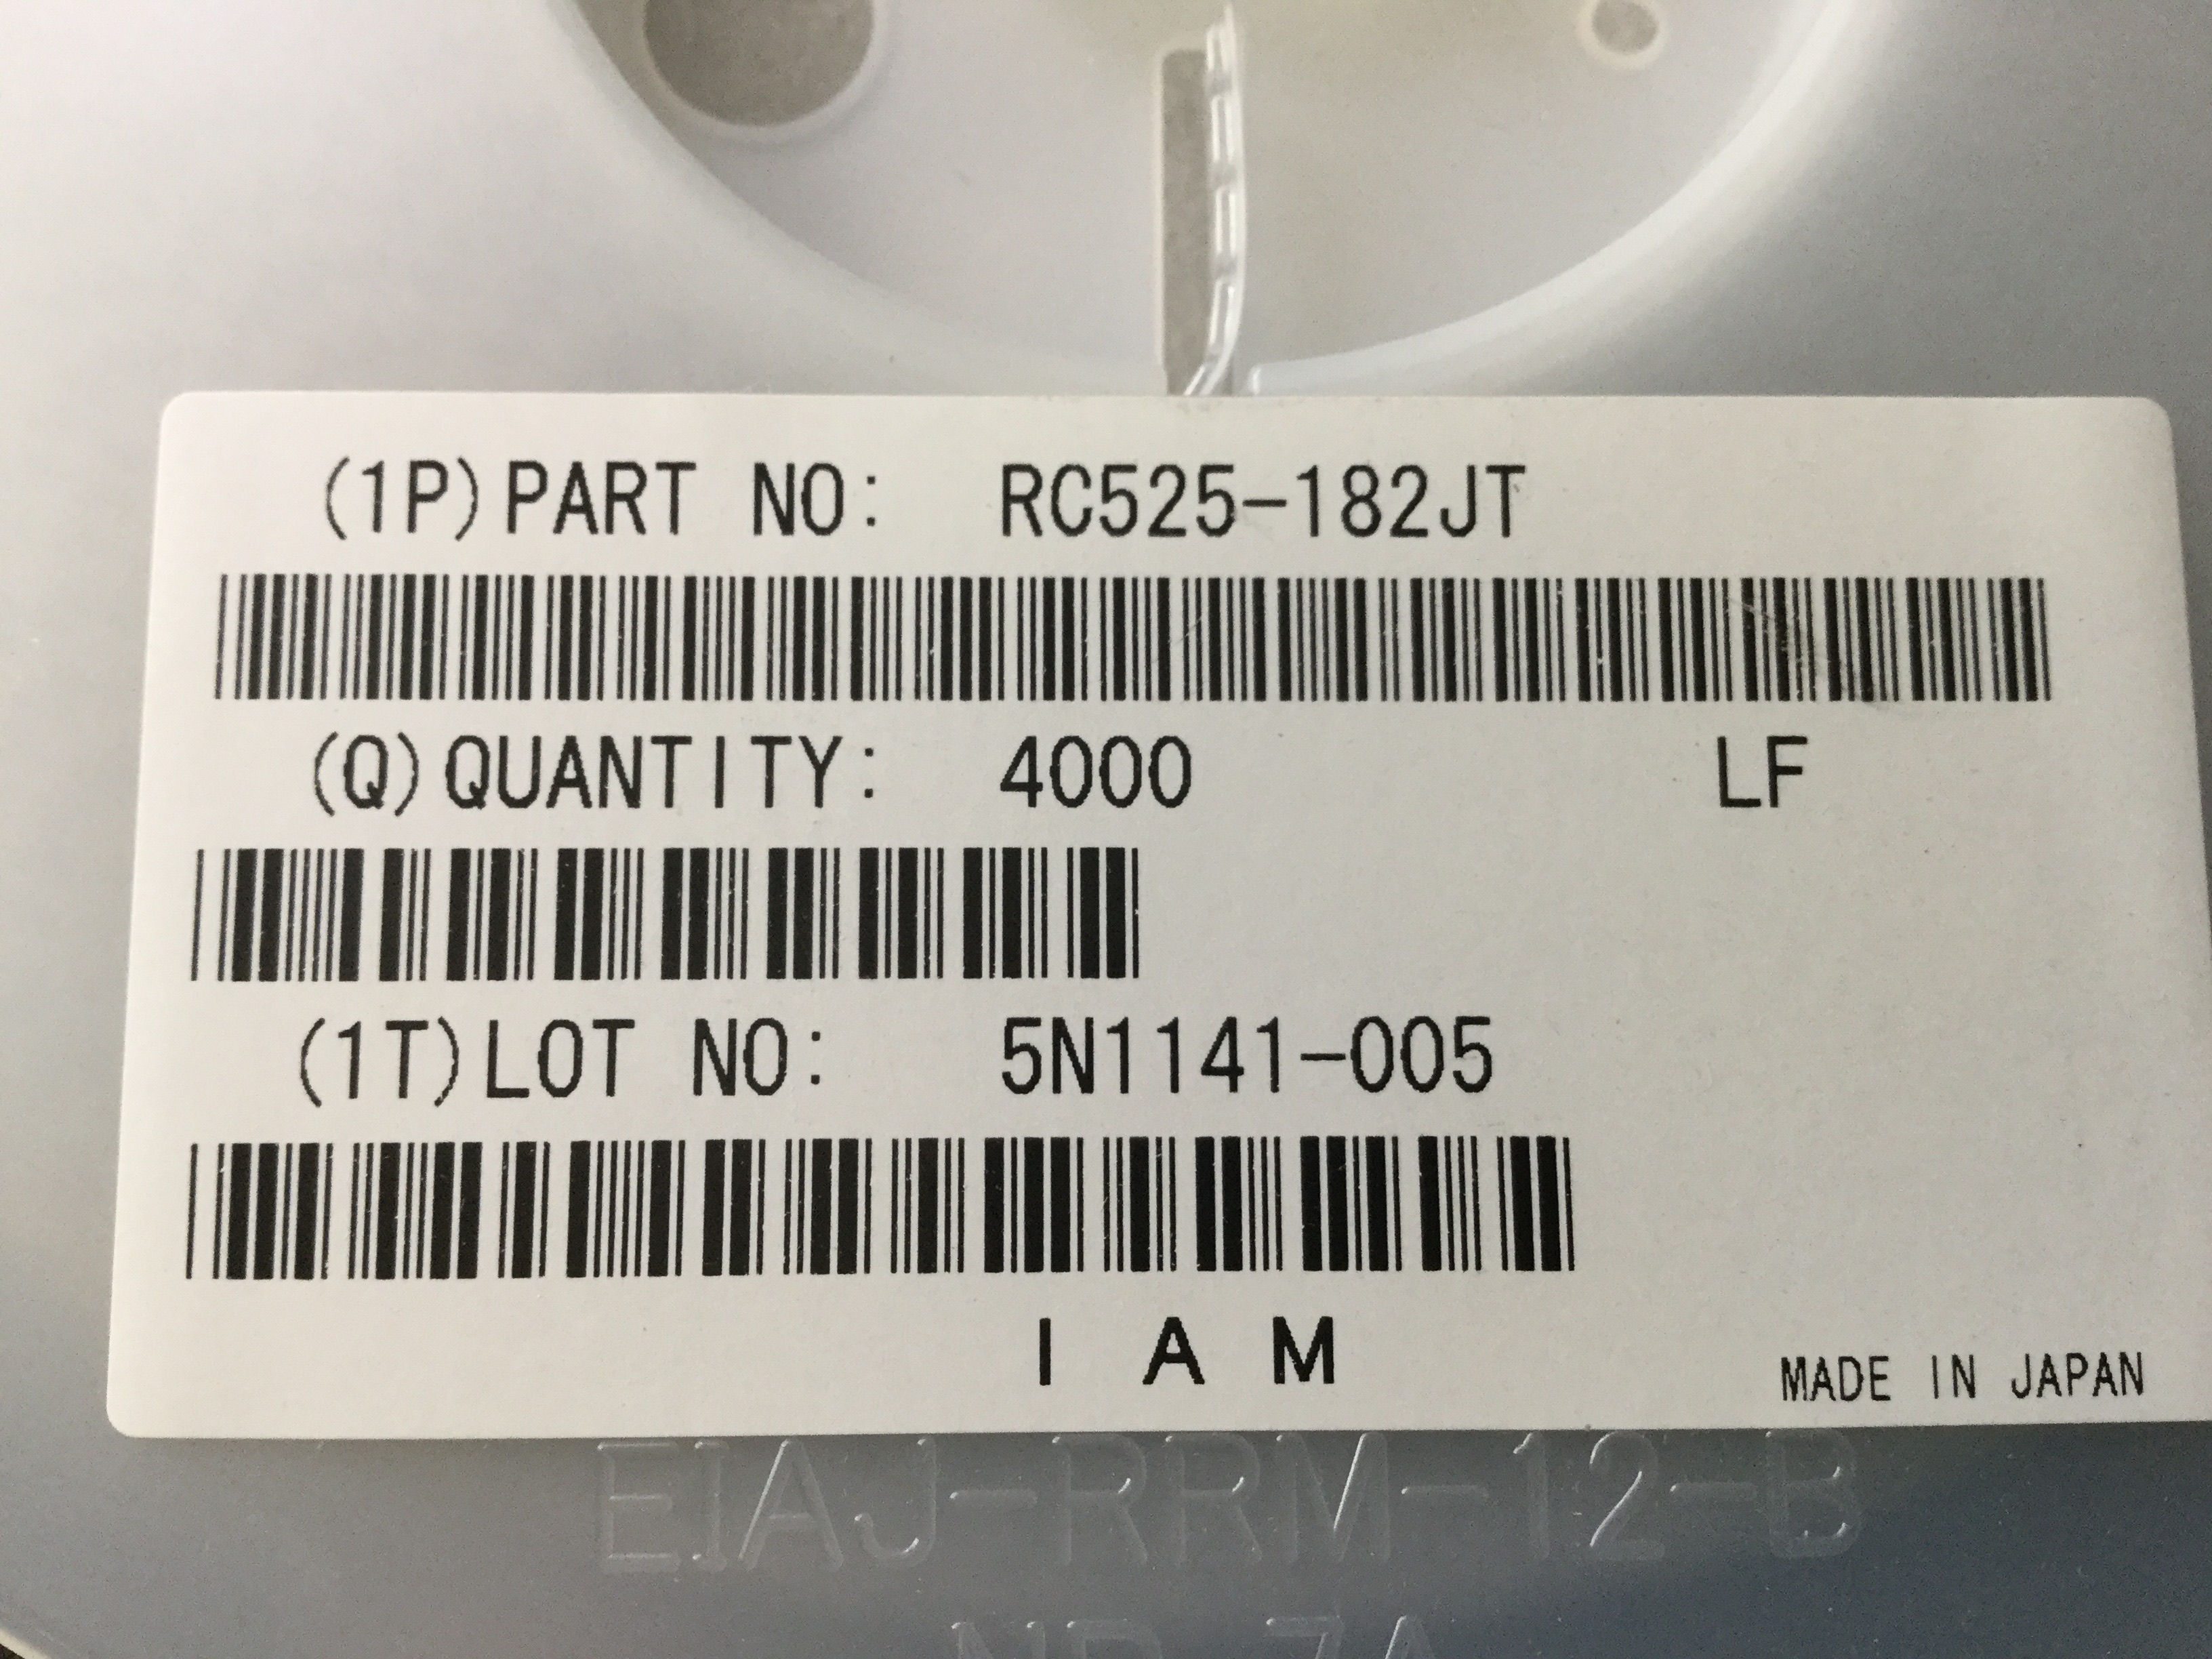 (1P)PART NO: RC525-182JT
(Q)QUANTITY: 4000 LF
(1T)LOT NO: 5N1141-005
I A M
MADE IN JAPAN
EIAJ-RRM-12-B